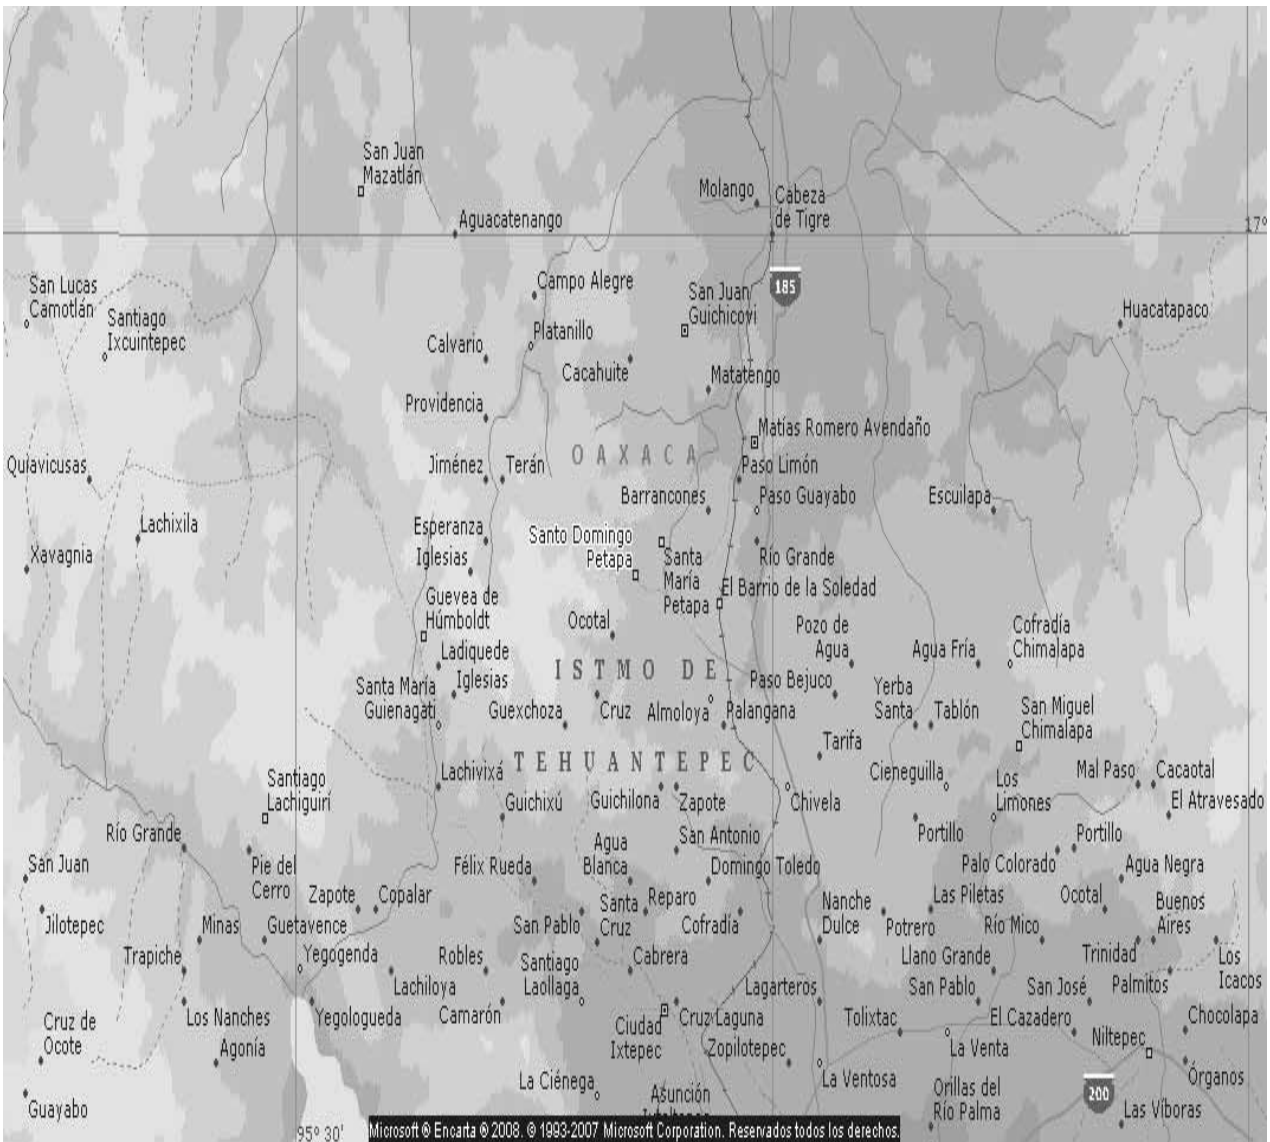 San Juan
Mazatlán
Molango
Cabeza
de Tigre
Aguacatenango
17º
San Lucas
Camotlán
Santiago
Ixcuintepec
Campo Alegre
185
San Juan
Guichicovi
Huacatapaco
Platanillo
Calvario
Cacahuite
Matatengo
Providencia
Matías Romero Avendaño
OAXACA
Quiavicusas
Jiménez
Terán
Paso Limón
Barrancones
Paso Guayabo
Escuilapa
Lachixila
Esperanza
Santo Domingo
Petapa
Xavagnia
Iglesias
Santa
María
Petapa
Río Grande
El Barrio de la Soledad
Guevea de
Húmboldt
Ocotal
Pozo de
Agua
Agua Fría
Cofradía
Chimalapa
Ladiquede
ISTMO DE
Iglesias
Paso Bejuco
Yerba
Santa
Santa María
Guienagati
Guexchoza
Cruz
Almoloya
Palangana
Tablón
San Miguel
Chimalapa
Tarifa
TEHUANTEPEC
Lachivixá
Santiago
Lachigurí
Guichixú
Guichilona
Zapote
Chivela
Cieneguilla
Los
Limones
Mal Paso
Cacaotal
El Atravesado
Río Grande
Agua
Blanca
San Antonio
Portillo
Portillo
San Juan
Pie del
Cerro
Félix Rueda
Domingo Toledo
Palo Colorado
Agua Negra
Zapote
Copalar
Santa
Cruz
Reparo
Nanche
Dulce
Las Piletas
Ocotal
Buenos
Aires
Jilotepec
Minas
Guetavence
San Pablo
Cofradía
Potrero
Río Mico
Trapiche
Yegogenda
Robles
Santiago
Laollaga
Cabrera
Llano Grande
Trinidad
Los
Icacos
Lachiloya
Lagarteros
San Pablo
San José
Palmitos
Cruz de
Ocote
Los Nanches
Yegologueda
Camarón
Ciudad
Ixtepec
Cruz Laguna
Tolixtac
El Cazadero
Chocolapa
Agonía
Zopilotepec
La Venta
Niltepec
La Ciénega
La Ventosa
Órganos
Guayabo
Asunción
Orillas del
Río Palma
200
Las Víboras
95º 30'
Microsoft ® Encarta ® 2008. © 1993-2007 Microsoft Corporation. Reservados todos los derechos.